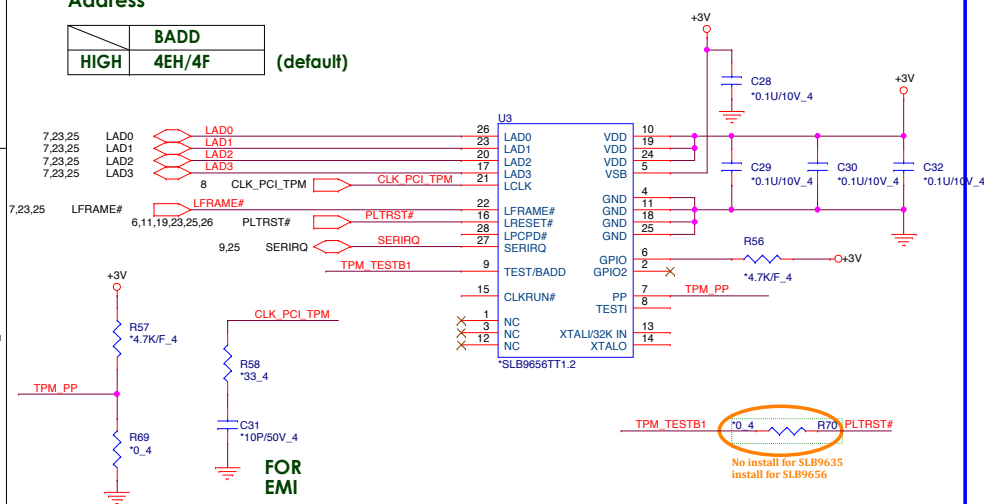 Address
BADD
HIGH 4EH/4F (default)
+3V
C28
*0.1U/10V_4
+3V
C29
*0.1U/10V_4
C30
*0.1U/10V_4
C32
*0.1U/10V_4
U3
7,23,25 LAD0 LAD0 26 LAD0 VDD 10
7,23,25 LAD1 LAD1 23 LAD1 VDD 19
7,23,25 LAD2 LAD2 20 LAD2 VDD 24
7,23,25 LAD3 LAD3 17 LAD3 VSB 5
8 CLK_PCI_TPM CLK_PCI_TPM 21 LCLK
GND 4
7,23,25 LFRAME# LFRAME# 22 LFRAME# GND 11
6,11,19,23,25,26 PLTRST# PLTRST# 16 LRESET# GND 18
28 LPCPD# GND 25
9,25 SERIRQ SERIRQ 27 SERIRQ
GPIO 6
TPM_TESTB1 9 TEST/BADD GPIO2 2
R56
*4.7K/F_4
+3V
15 CLKRUN# PP 7 TPM_PP
TESTI 8
1 NC
3 NC XTALI/32K IN 13
12 NC XTALO 14
*SLB9656TT1.2
+3V
R57
*4.7K/F_4
TPM_PP
R69
*0_4
CLK_PCI_TPM
R58
*33_4
C31
*10P/50V_4
FOR
EMI
TPM_TESTB1 *0_4 R70 PLTRST#
No install for SLB9635
install for SLB9656